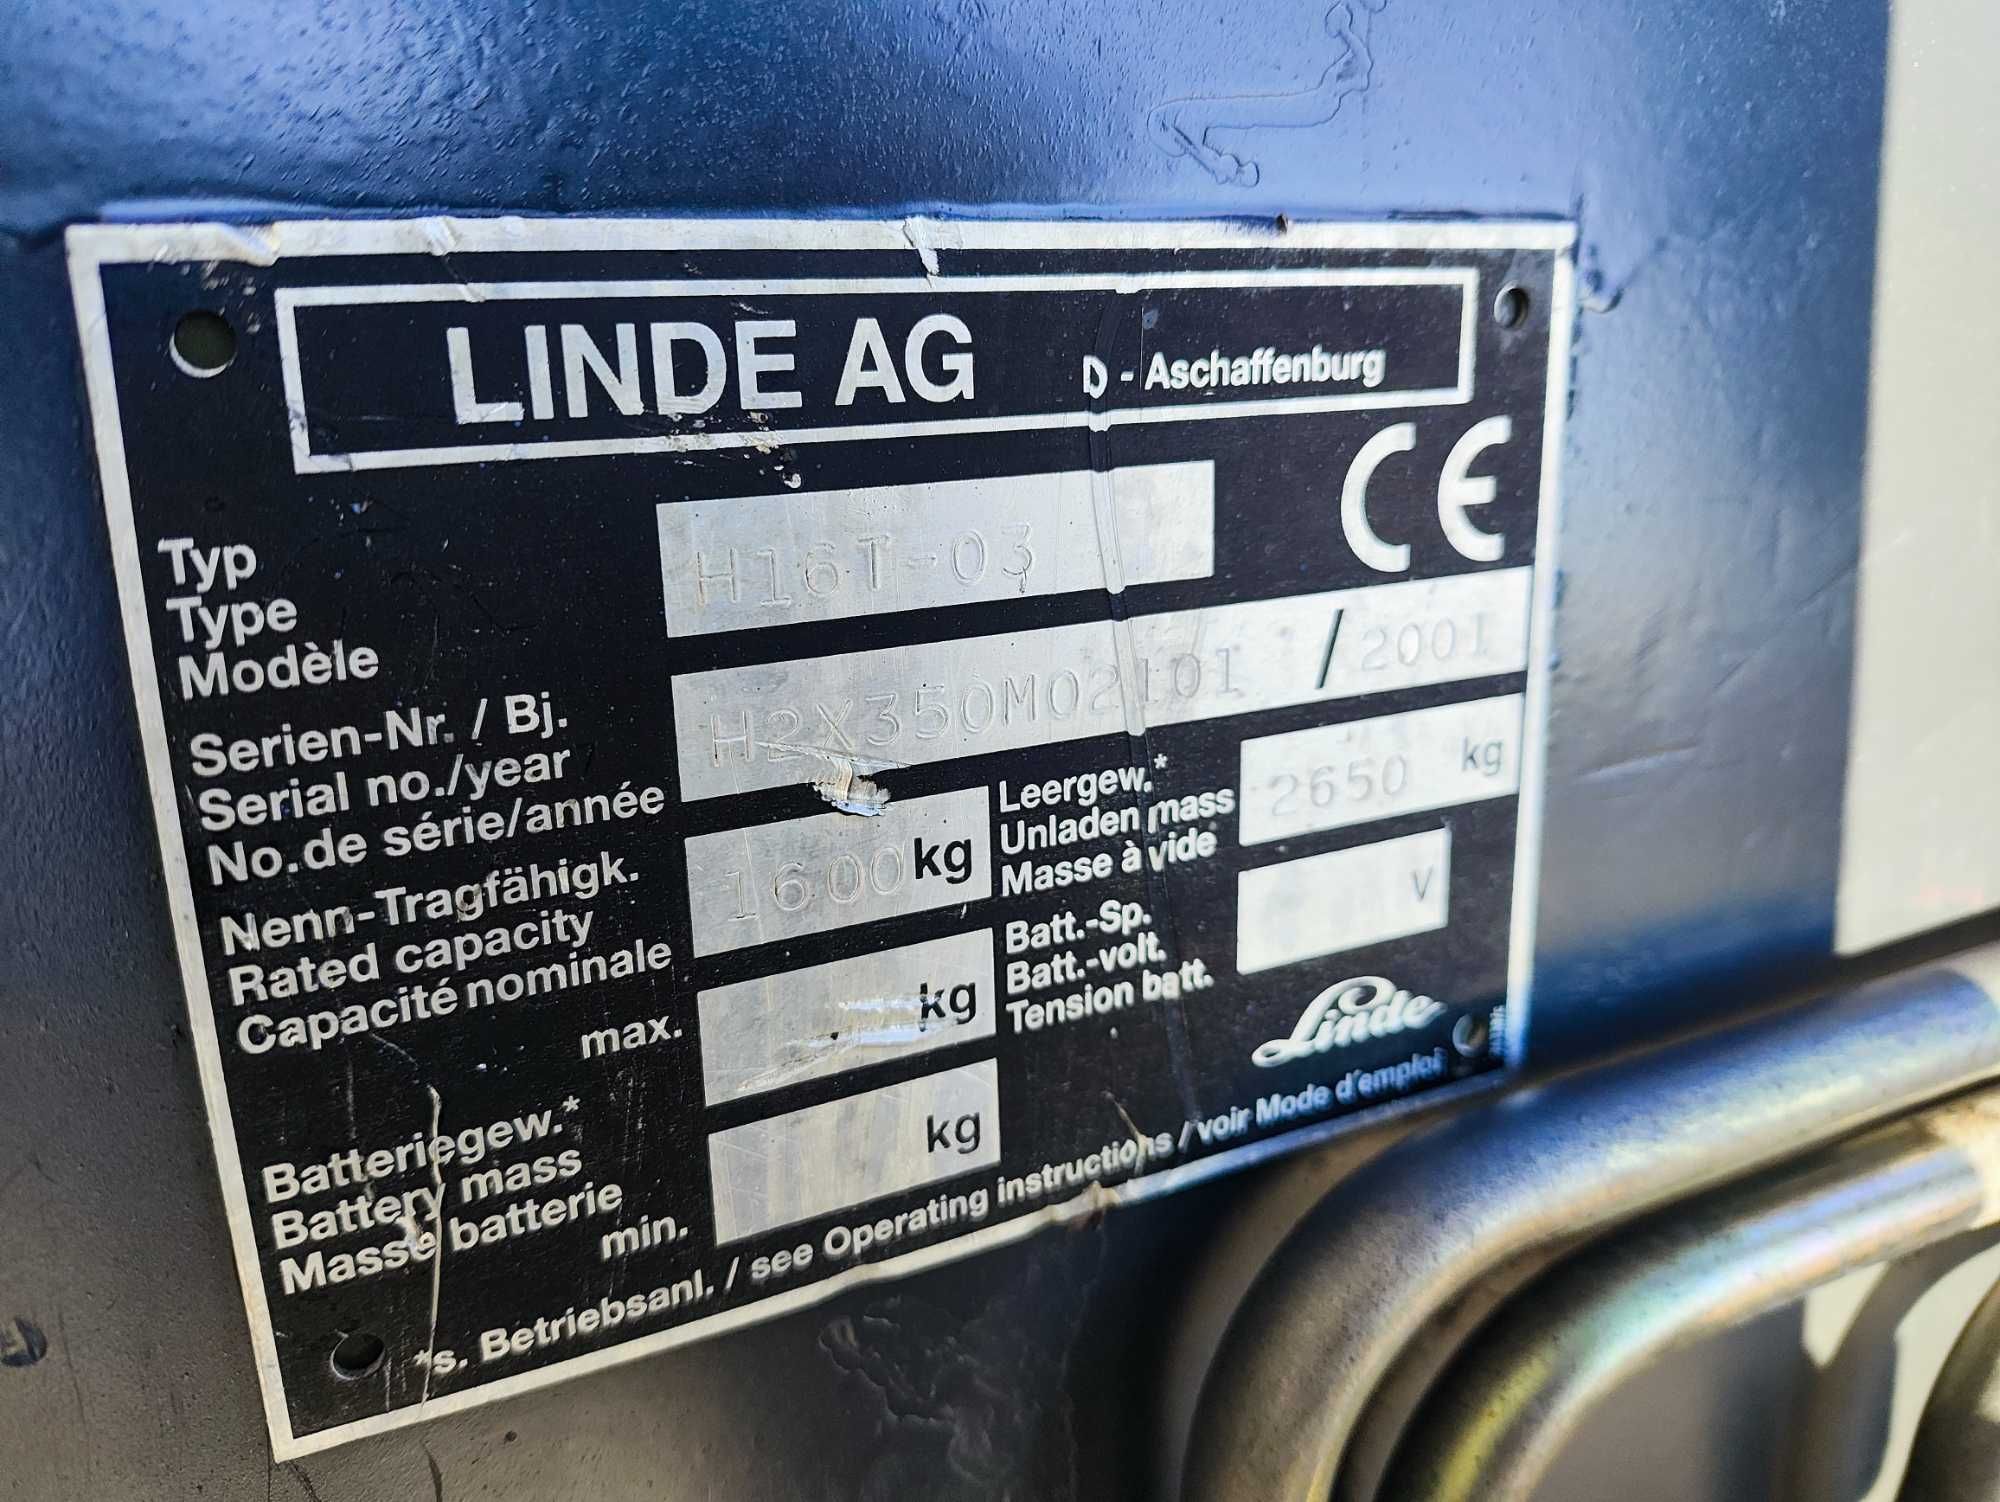 LINDE AG D - Aschaffenburg
CE
Typ
Type
Modèle
H16T-03
Serien-Nr. / Bj.
Serial no./year
No.de série/année
H2X350M02101 / 2001
Nenn-Tragfähigk.
Rated capacity
Capacité nominale
1600 kg
Leergew.*
Unladen mass
Masse à vide
2650 kg
Batt.-Sp.
Batt.-volt.
Tension batt.
V
max. kg
Batteriegew.*
Battery mass
Masse batterie
min. kg
Linde
*s. Betriebsanl. / see Operating instructions / voir Mode d'emploi